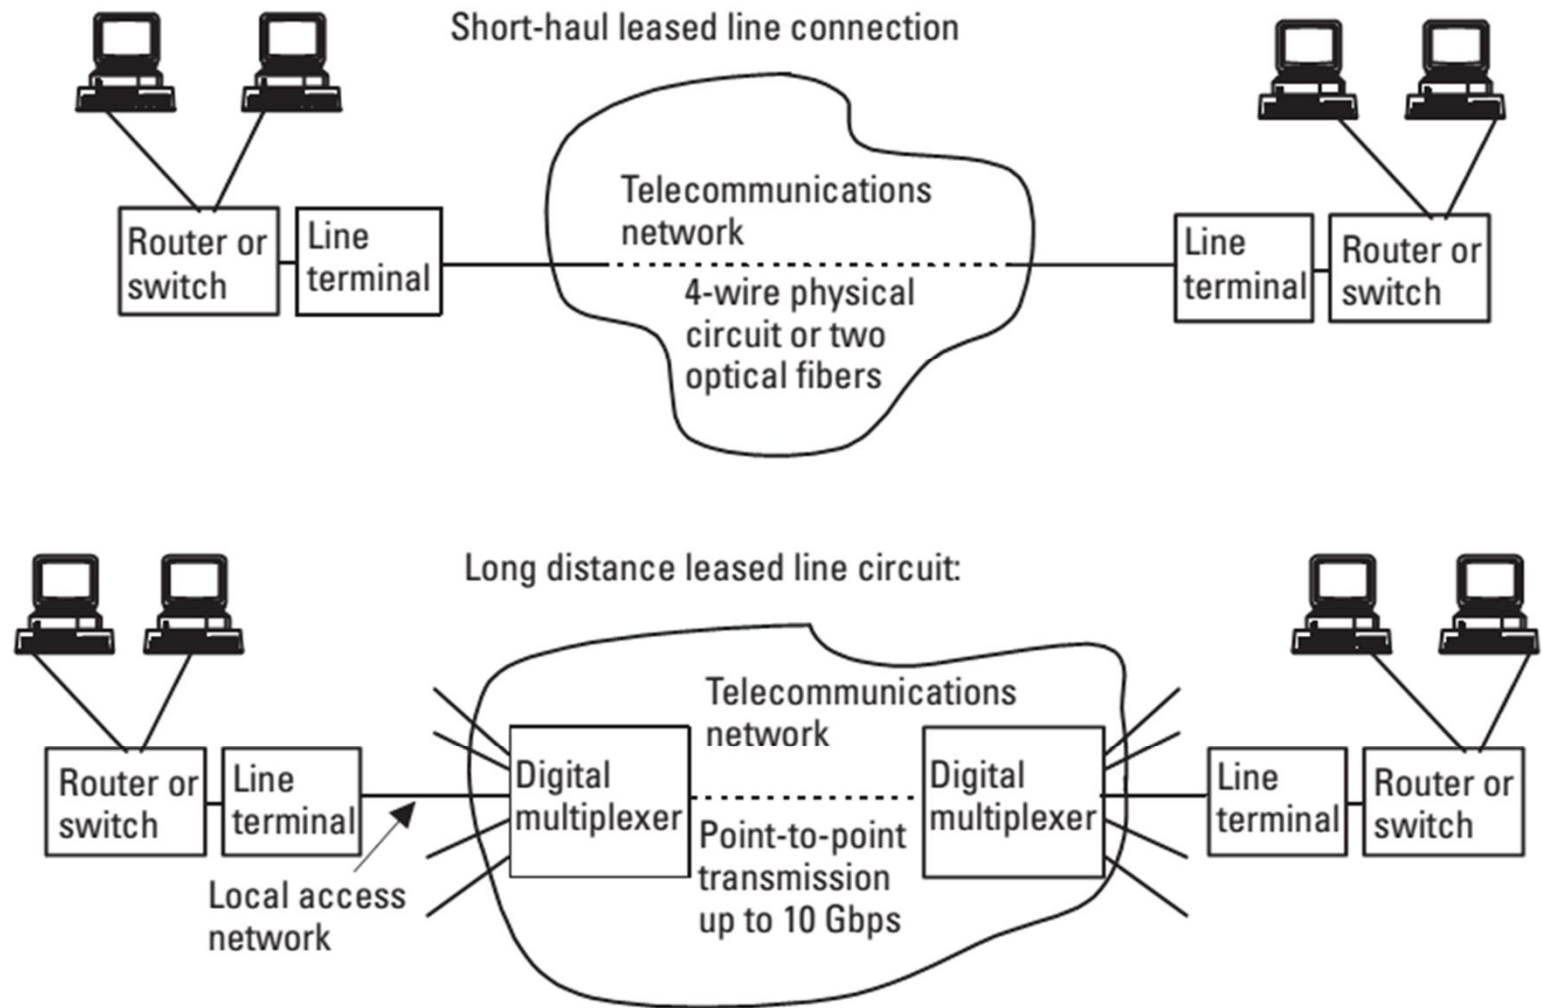 Short-haul leased line connection
Telecommunications
network
Router or
switch
Line
terminal
4-wire physical
circuit or two
optical fibers
Line
terminal
Router or
switch
Long distance leased line circuit:
Telecommunications
network
Router or
switch
Line
terminal
Digital
multiplexer
Point-to-point
transmission
up to 10 Gbps
Digital
multiplexer
Line
terminal
Router or
switch
Local access
network